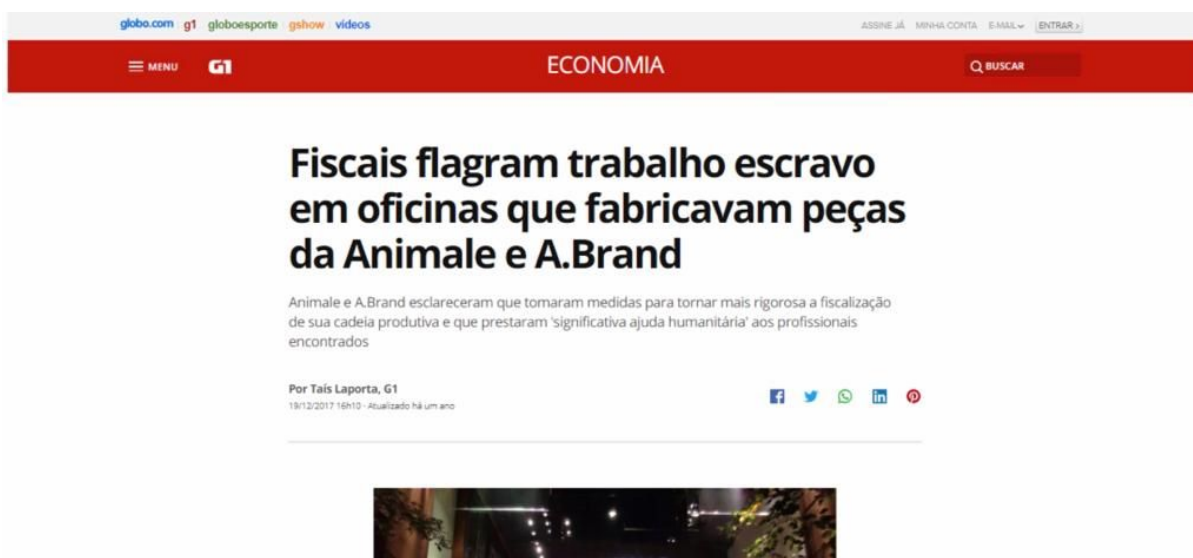 globo.com g1 globoesporte gshow vídeos ASSINE JÁ MINHA CONTA E-MAIL ENTRAR ›
MENU G1 ECONOMIA BUSCAR
Fiscais flagram trabalho escravo
em oficinas que fabricavam peças
da Animale e A.Brand
Animale e A.Brand esclareceram que tomaram medidas para tornar mais rigorosa a fiscalização
de sua cadeia produtiva e que prestaram 'significativa ajuda humanitária' aos profissionais
encontrados
Por Taís Laporta, G1
19/12/2017 16h10 · Atualizado há um ano